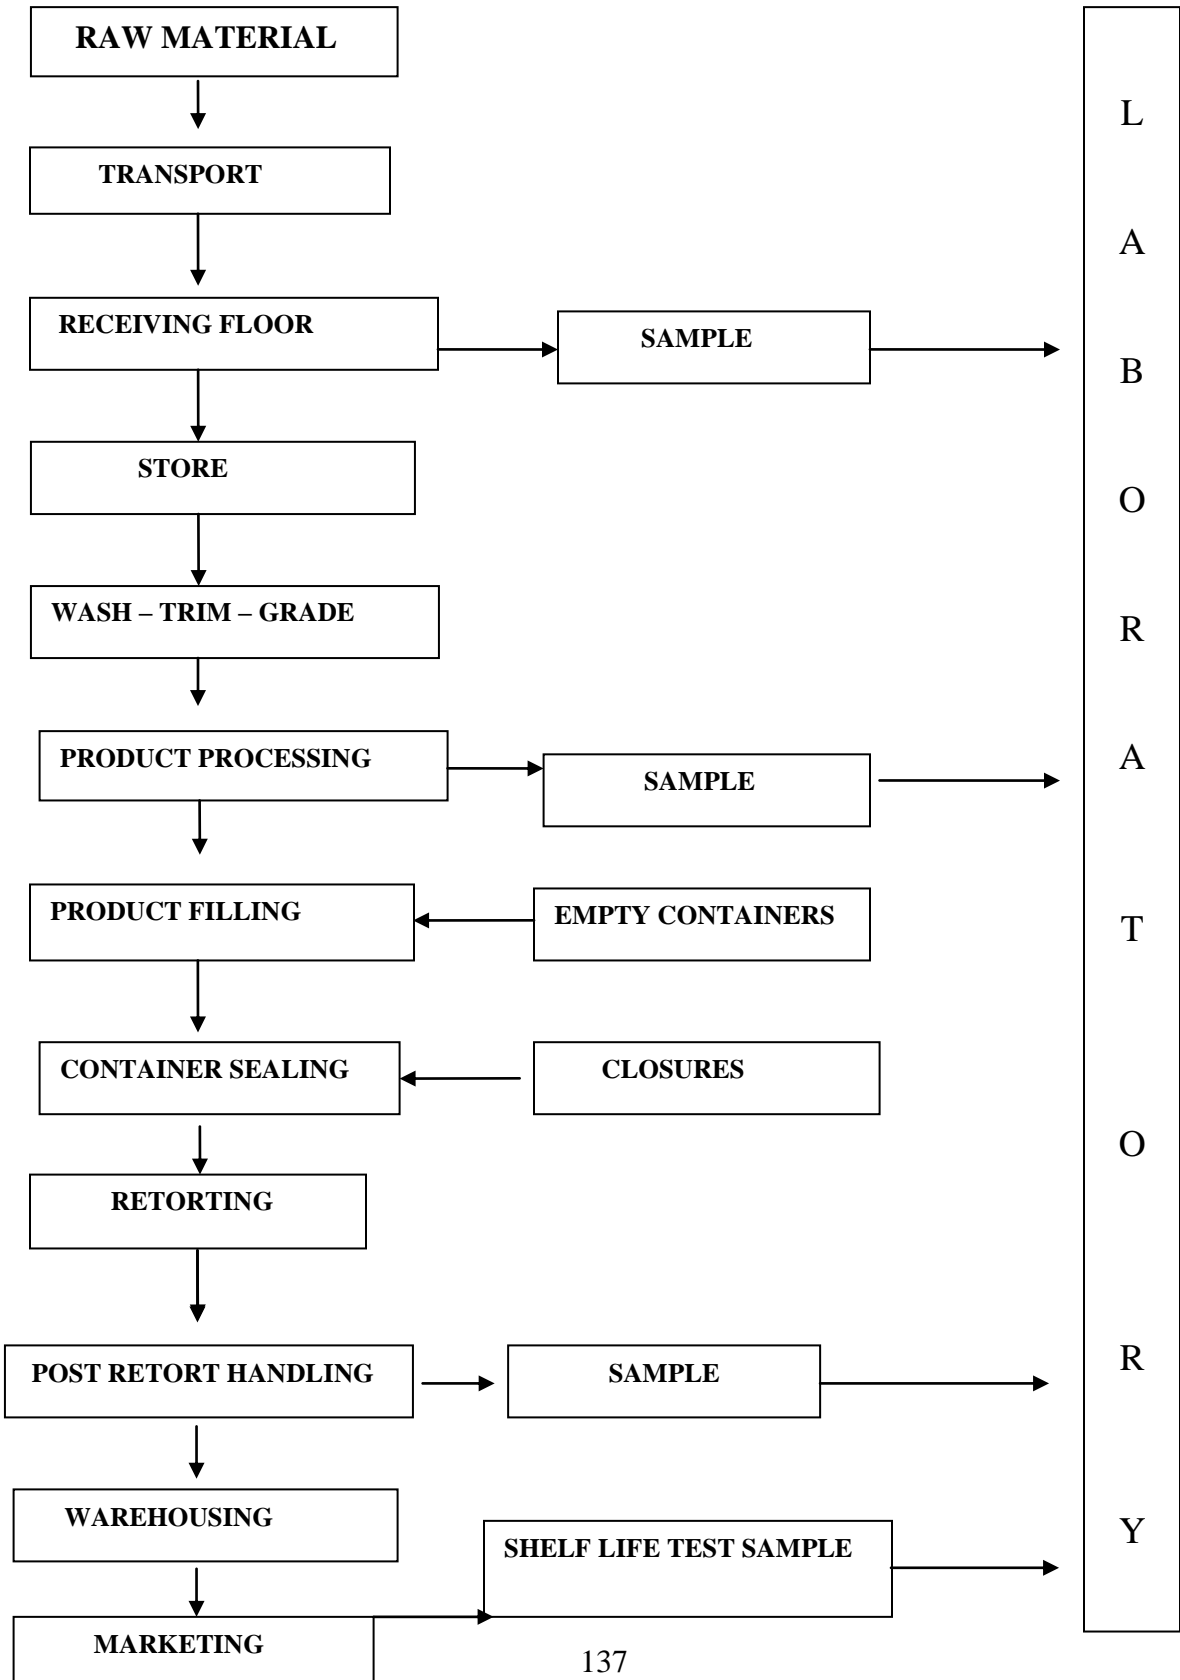 RAW MATERIAL
TRANSPORT
RECEIVING FLOOR
SAMPLE
STORE
WASH – TRIM – GRADE
PRODUCT PROCESSING
SAMPLE
PRODUCT FILLING
EMPTY CONTAINERS
CONTAINER SEALING
CLOSURES
RETORTING
POST RETORT HANDLING
SAMPLE
WAREHOUSING
SHELF LIFE TEST SAMPLE
MARKETING
L
A
B
O
R
A
T
O
R
Y
137